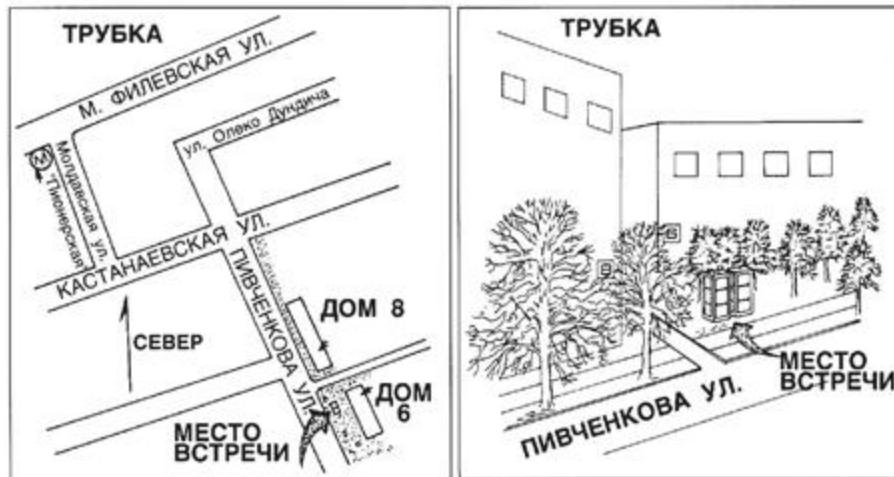 ТРУБКА
М. ФИЛЕВСКАЯ УЛ.
ул. Олеко Дундича
М
"Пионерская"
Молдавская ул.
КАСТАНАЕВСКАЯ УЛ.
ПИВЧЕНКОВА УЛ.
СЕВЕР
ДОМ 8
ДОМ
6
МЕСТО
ВСТРЕЧИ
ТРУБКА
6
МЕСТО
ВСТРЕЧИ
ПИВЧЕНКОВА УЛ.